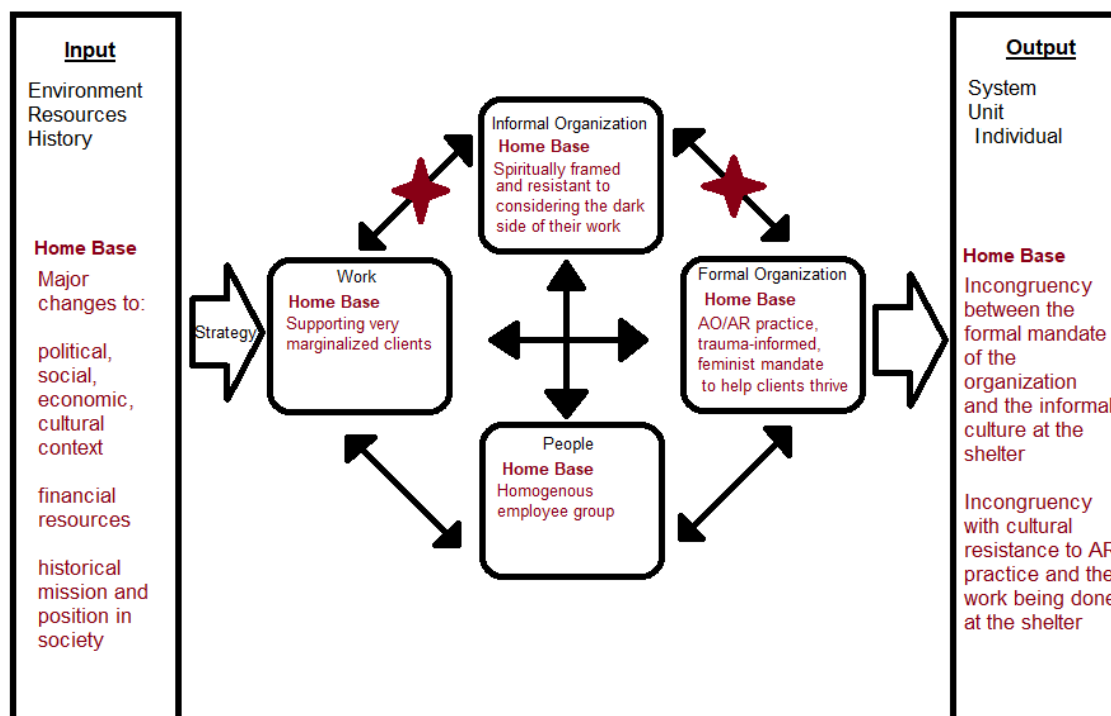 Input
Environment
Resources
History
Home Base
Major
changes to:
political,
social,
economic,
cultural
context
financial
resources
historical
mission and
position in
society
Strategy
Work
Home Base
Supporting very
marginalized clients
Informal Organization
Home Base
Spiritually framed
and resistant to
considering the dark
side of their work
People
Home Base
Homogenous
employee group
Formal Organization
Home Base
AO/AR practice,
trauma-informed,
feminist mandate
to help clients thrive
Output
System
Unit
Individual
Home Base
Incongruency
between the
formal mandate
of the
organization
and the informal
culture at the
shelter
Incongruency
with cultural
resistance to AR
practice and the
work being done
at the shelter